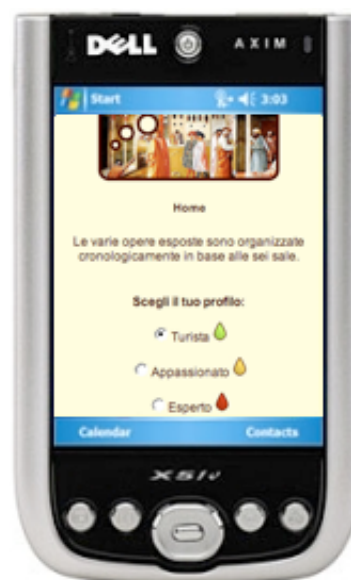 DELL
AXIM
Start
3:03
Home
Le varie opere esposte sono organizzate
cronologicamente in base alle sei sale.
Scegli il tuo profilo:
Turista
Appassionato
Esperto
Calendar
Contacts
X51v